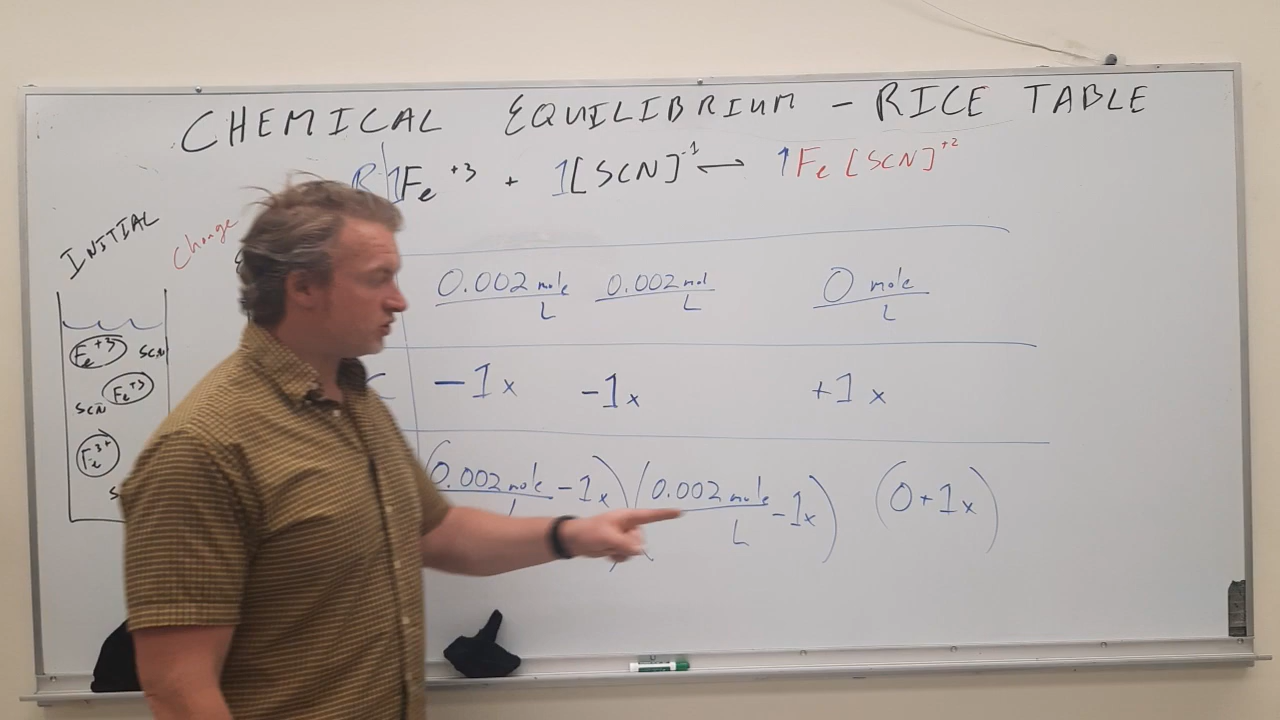 CHEMICAL EQUILIBRIUM - RICE TABLE
R 1Fe+3 + 1[SCN]-1 ⇌ 1Fe[SCN]+2
INITIAL
Change
0.002 mole/L 0.002 mol/L 0 mole/L
Fe+3 SCN
C -1x -1x +1x
Fe+3
SCN
Fe3+
(0.002 mole/L - 1x) (0.002 mole/L - 1x) (0 + 1x)